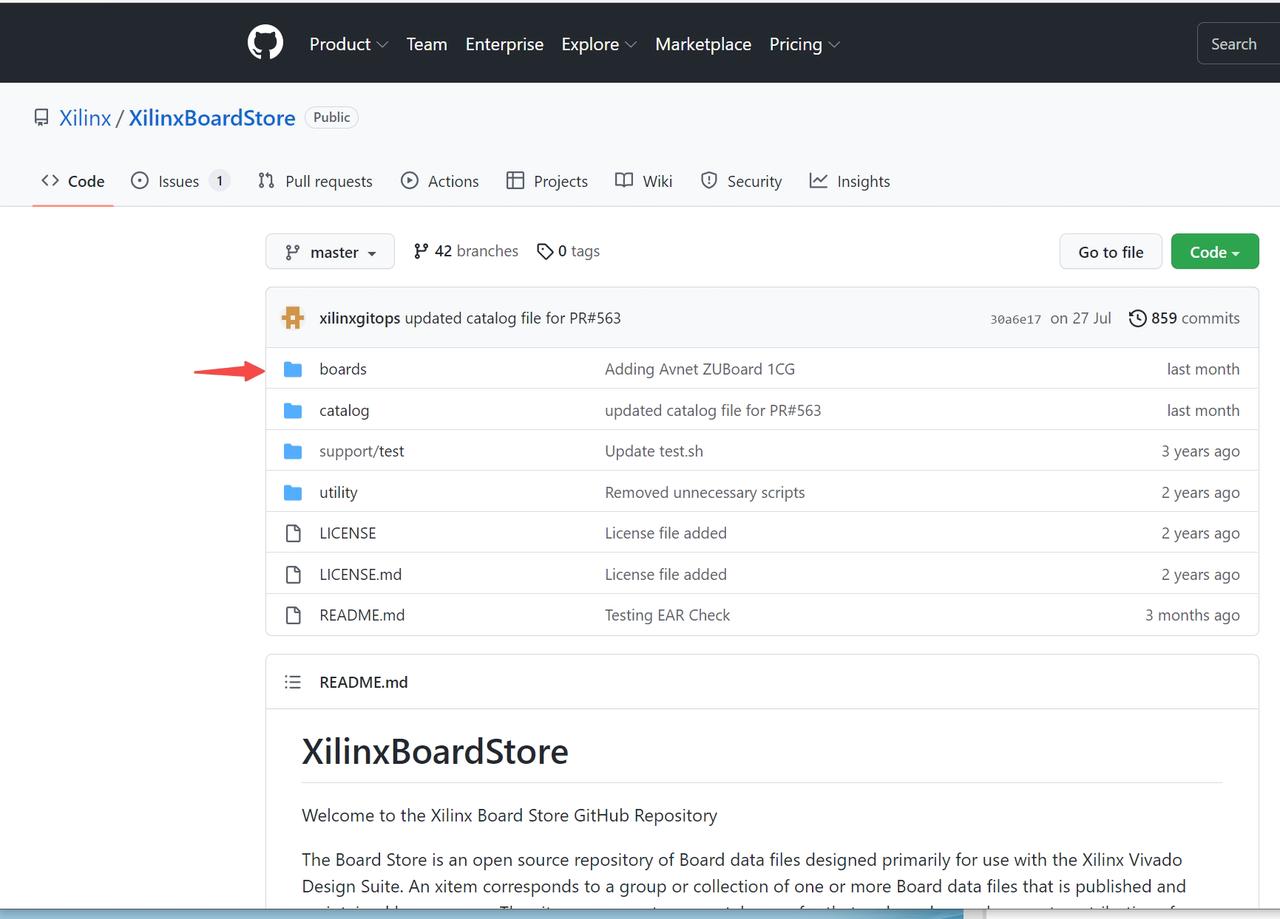 Product Team Enterprise Explore Marketplace Pricing Search
Xilinx / XilinxBoardStore Public
Code Issues 1 Pull requests Actions Projects Wiki Security Insights
master 42 branches 0 tags Go to file Code
xilinxgitops updated catalog file for PR#563 30a6e17 on 27 Jul 859 commits
boards Adding Avnet ZUBoard 1CG last month
catalog updated catalog file for PR#563 last month
support/test Update test.sh 3 years ago
utility Removed unnecessary scripts 2 years ago
LICENSE License file added 2 years ago
LICENSE.md License file added 2 years ago
README.md Testing EAR Check 3 months ago
README.md
XilinxBoardStore
Welcome to the Xilinx Board Store GitHub Repository
The Board Store is an open source repository of Board data files designed primarily for use with the Xilinx Vivado
Design Suite. An xitem corresponds to a group or collection of one or more Board data files that is published and